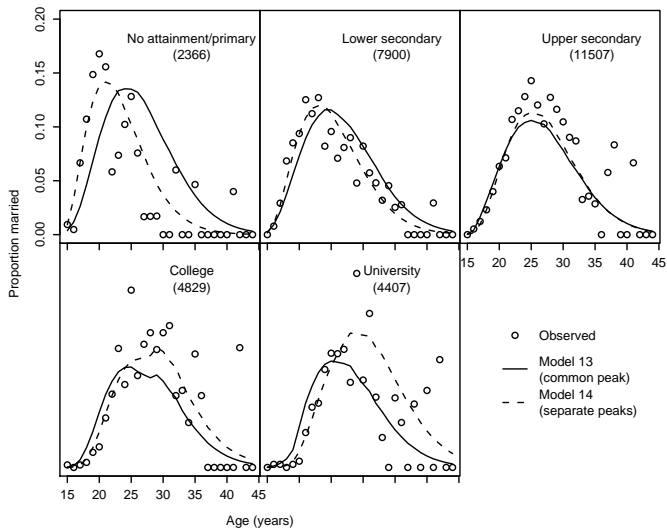 No attainment/primary
(2366)
Lower secondary
(7900)
Upper secondary
(11507)
0.20
0.15
0.10
0.05
0.00
Proportion married
15 20 25 30 35 40 45
College
(4829)
University
(4407)
Observed
Model 13
(common peak)
Model 14
(separate peaks)
15 20 25 30 35 40 45
Age (years)